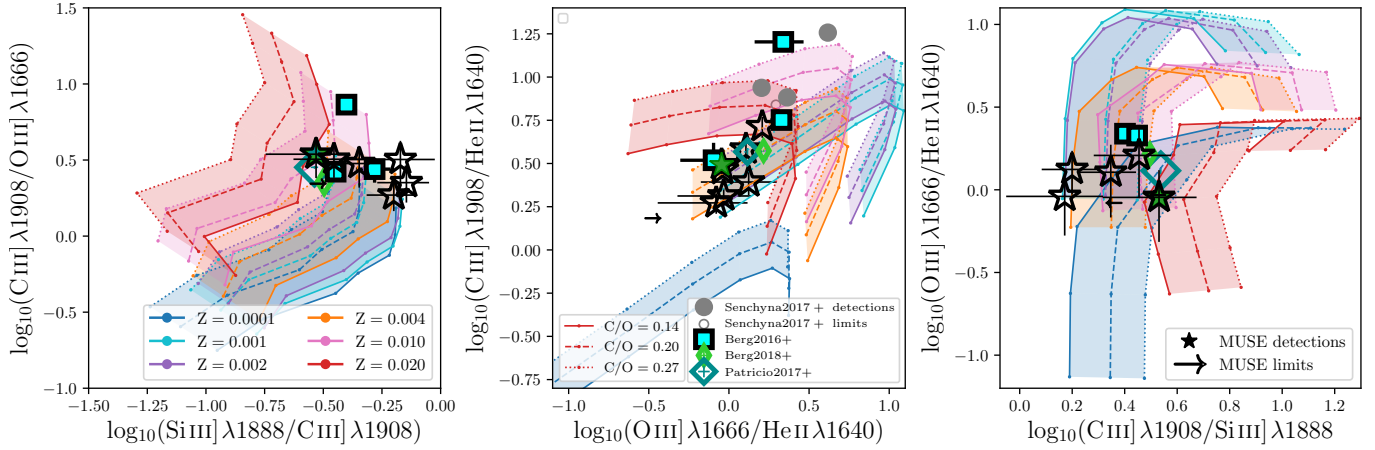 log₁₀(C III] λ1908/O III] λ1666)
1.5
1.0
0.5
0.0
−0.5
−1.0
−1.50
−1.25
−1.00
−0.75
−0.50
−0.25
0.00
log₁₀(Si III] λ1888/C III] λ1908)
Z = 0.0001
Z = 0.001
Z = 0.002
Z = 0.004
Z = 0.010
Z = 0.020
log₁₀(C III] λ1908/He II λ1640)
1.25
1.00
0.75
0.50
0.25
0.00
−0.25
−0.50
−0.75
−1.0
−0.5
0.0
0.5
1.0
log₁₀(O III] λ1666/He II λ1640)
C/O = 0.14
C/O = 0.20
C/O = 0.27
Senchyna2017+ detections
Senchyna2017+ limits
Berg2016+
Berg2018+
Patricio2017+
log₁₀(O III] λ1666/He II λ1640)
1.0
0.5
0.0
−0.5
−1.0
0.0
0.2
0.4
0.6
0.8
1.0
1.2
log₁₀(C III] λ1908/Si III] λ1888
MUSE detections
MUSE limits